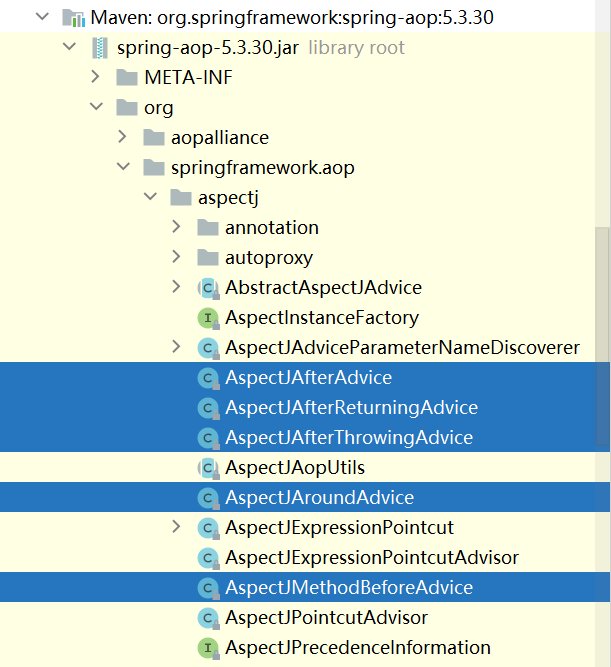 Maven: org.springframework:spring-aop:5.3.30
spring-aop-5.3.30.jar library root
META-INF
org
aopalliance
springframework.aop
aspectj
annotation
autoproxy
AbstractAspectJAdvice
AspectInstanceFactory
AspectJAdviceParameterNameDiscoverer
AspectJAfterAdvice
AspectJAfterReturningAdvice
AspectJAfterThrowingAdvice
AspectJAopUtils
AspectJAroundAdvice
AspectJExpressionPointcut
AspectJExpressionPointcutAdvisor
AspectJMethodBeforeAdvice
AspectJPointcutAdvisor
AspectJPrecedenceInformation